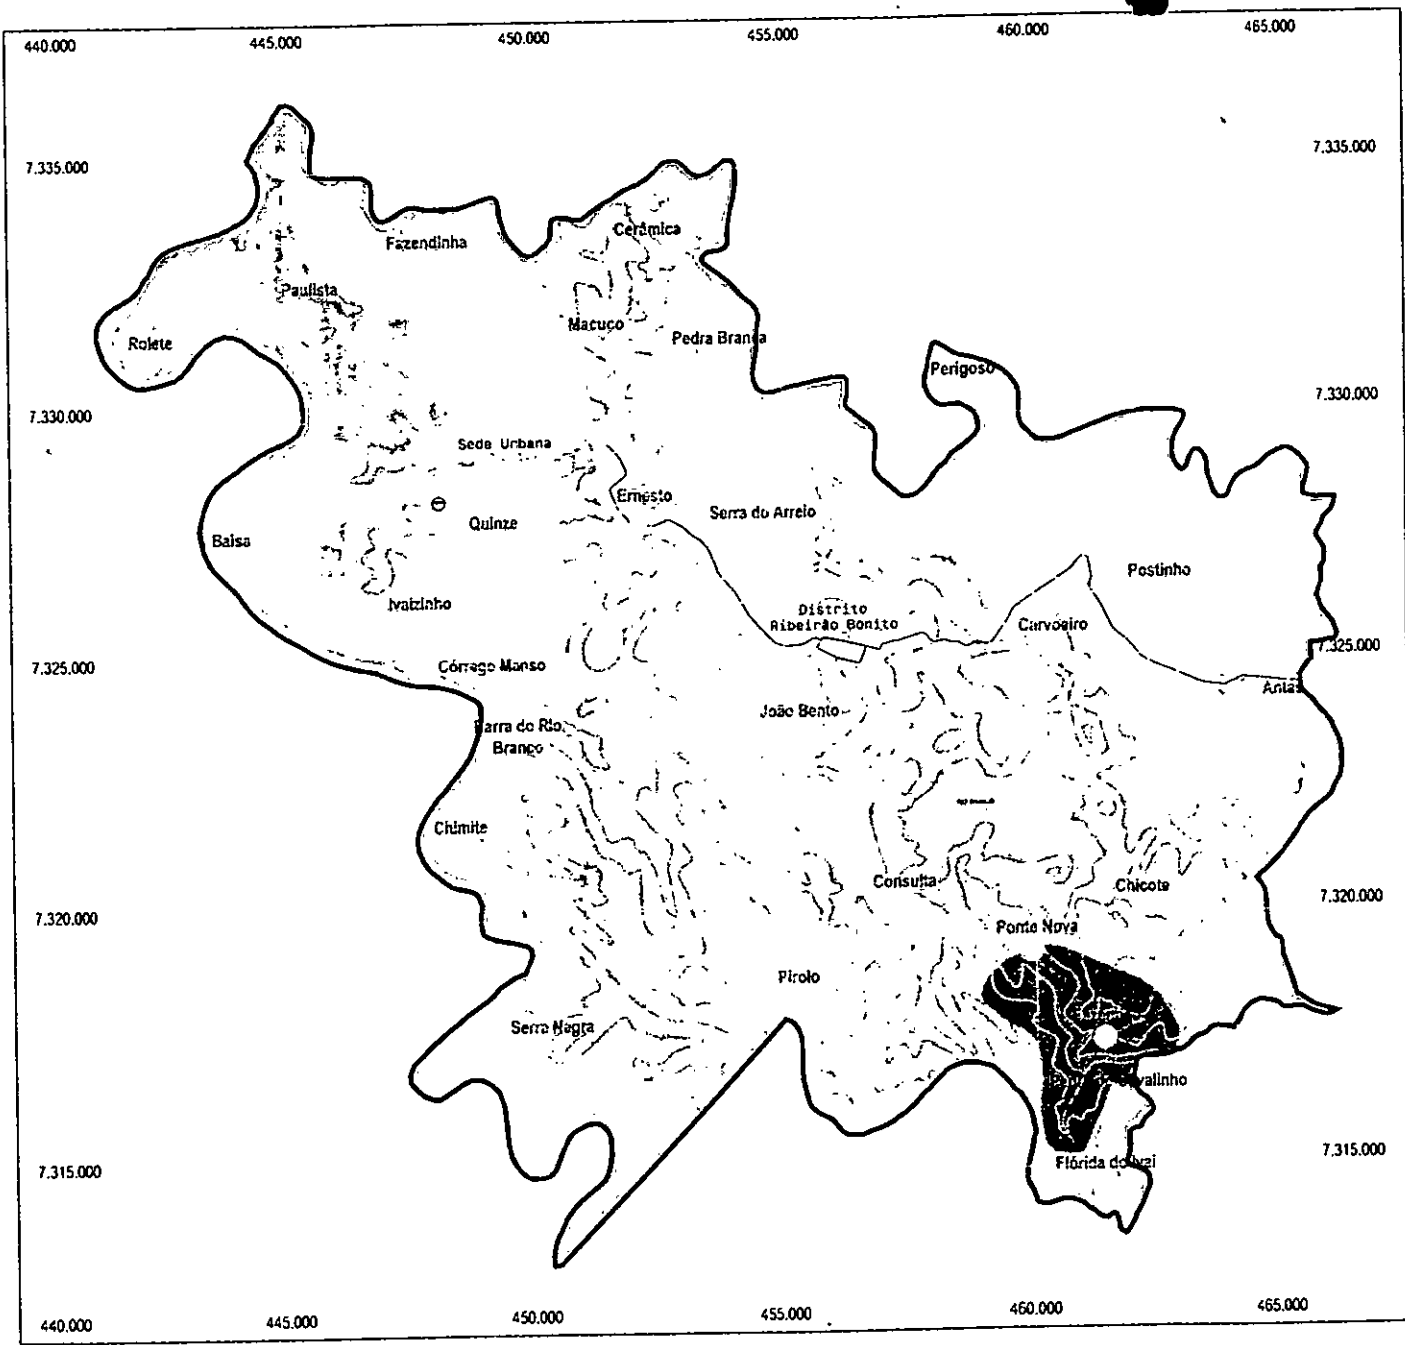 440.000
445.000
450.000
455.000
460.000
465.000
7.335.000
7.335.000
Cerâmica
Fazendinha
Paulista
Macuco
Pedra Branca
Rolete
Perigoso
7.330.000
7.330.000
Sede Urbana
Ernesto
Serra do Arreio
Quinze
Balsa
Postinho
Ivaizinho
Distrito
Ribeirão Bonito
Carvoeiro
7.325.000
7.325.000
Córrego Manso
Antas
João Bento
Barra do Rio
Branco
Chimite
Consulta
Chicote
7.320.000
7.320.000
Ponte Nova
Pirolo
Serra Negra
Flórida do Ivaí
7.315.000
7.315.000
440.000
445.000
450.000
455.000
460.000
465.000